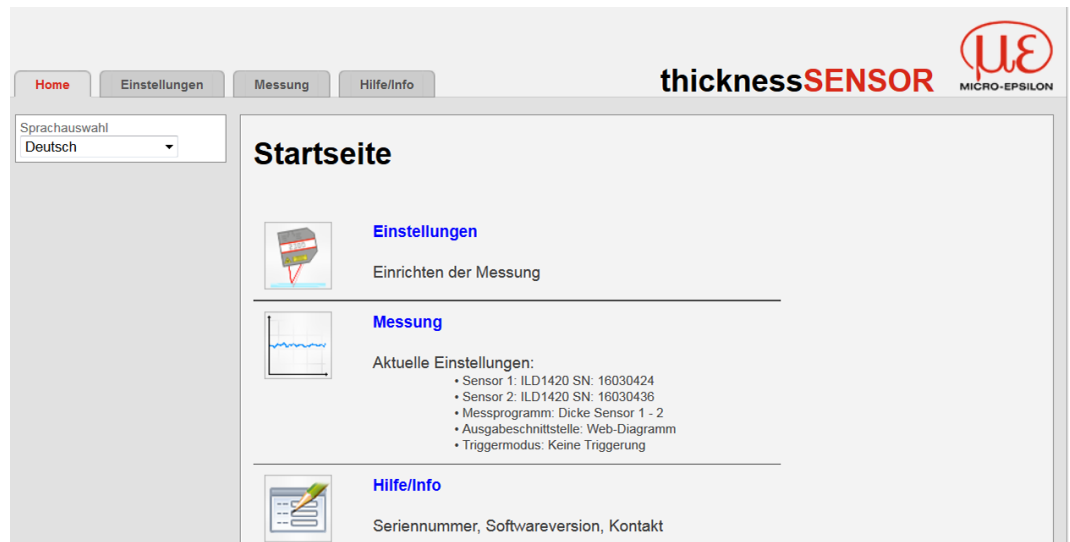 Home
Einstellungen
Messung
Hilfe/Info
thicknessSENSOR
με
MICRO-EPSILON
Sprachauswahl
Deutsch
Startseite
Einstellungen
Einrichten der Messung
Messung
Aktuelle Einstellungen:
• Sensor 1: ILD1420 SN: 16030424
• Sensor 2: ILD1420 SN: 16030436
• Messprogramm: Dicke Sensor 1 - 2
• Ausgabeschnittstelle: Web-Diagramm
• Triggermodus: Keine Triggerung
Hilfe/Info
Seriennummer, Softwareversion, Kontakt